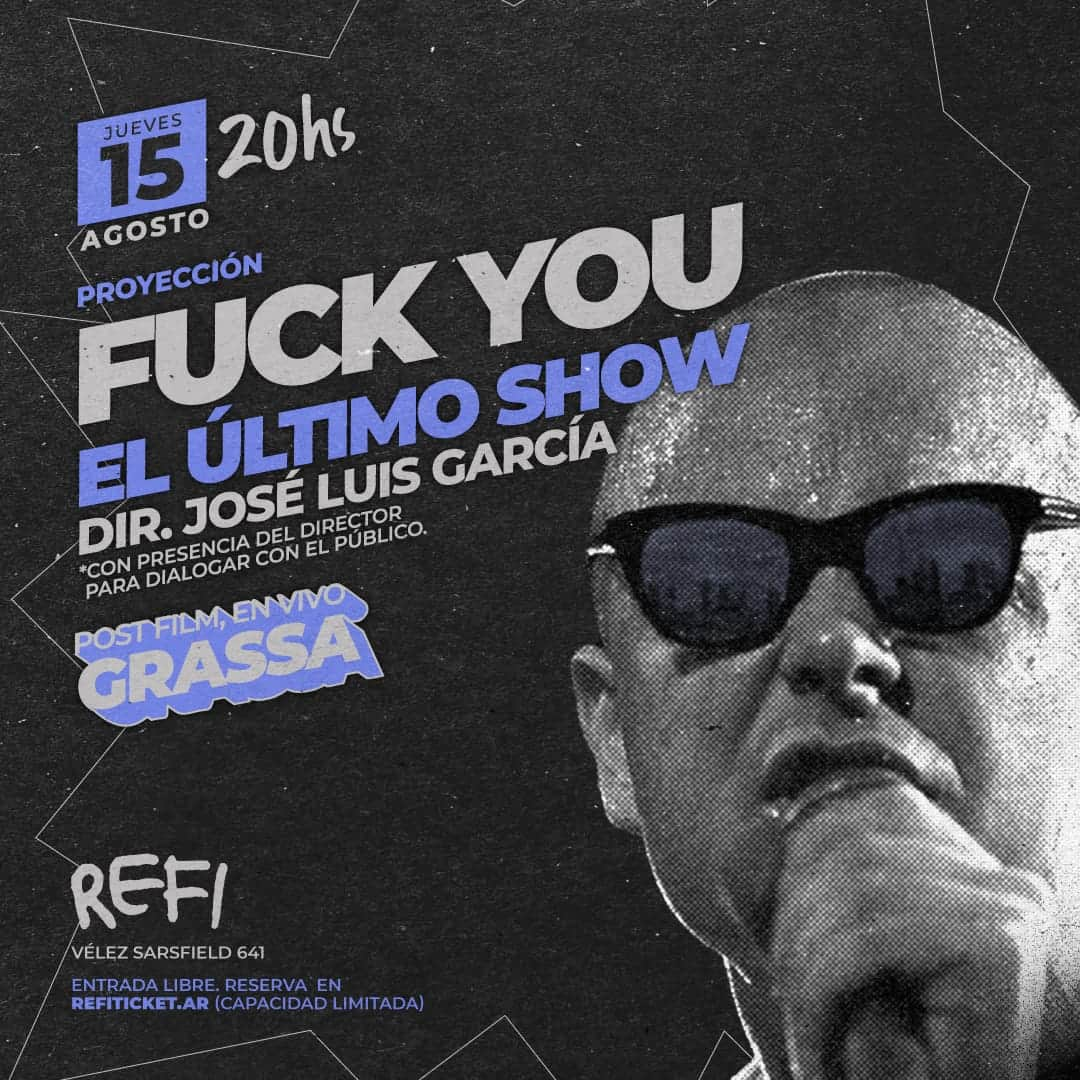 JUEVES
15
AGOSTO
20hs
PROYECCIÓN
FUCK YOU
EL ÚLTIMO SHOW
DIR. JOSÉ LUIS GARCÍA
*CON PRESENCIA DEL DIRECTOR
PARA DIALOGAR CON EL PÚBLICO.
POST FILM, EN VIVO
GRASSA
REFI
VÉLEZ SARSFIELD 641
ENTRADA LIBRE. RESERVA EN
REFITICKET.AR (CAPACIDAD LIMITADA)